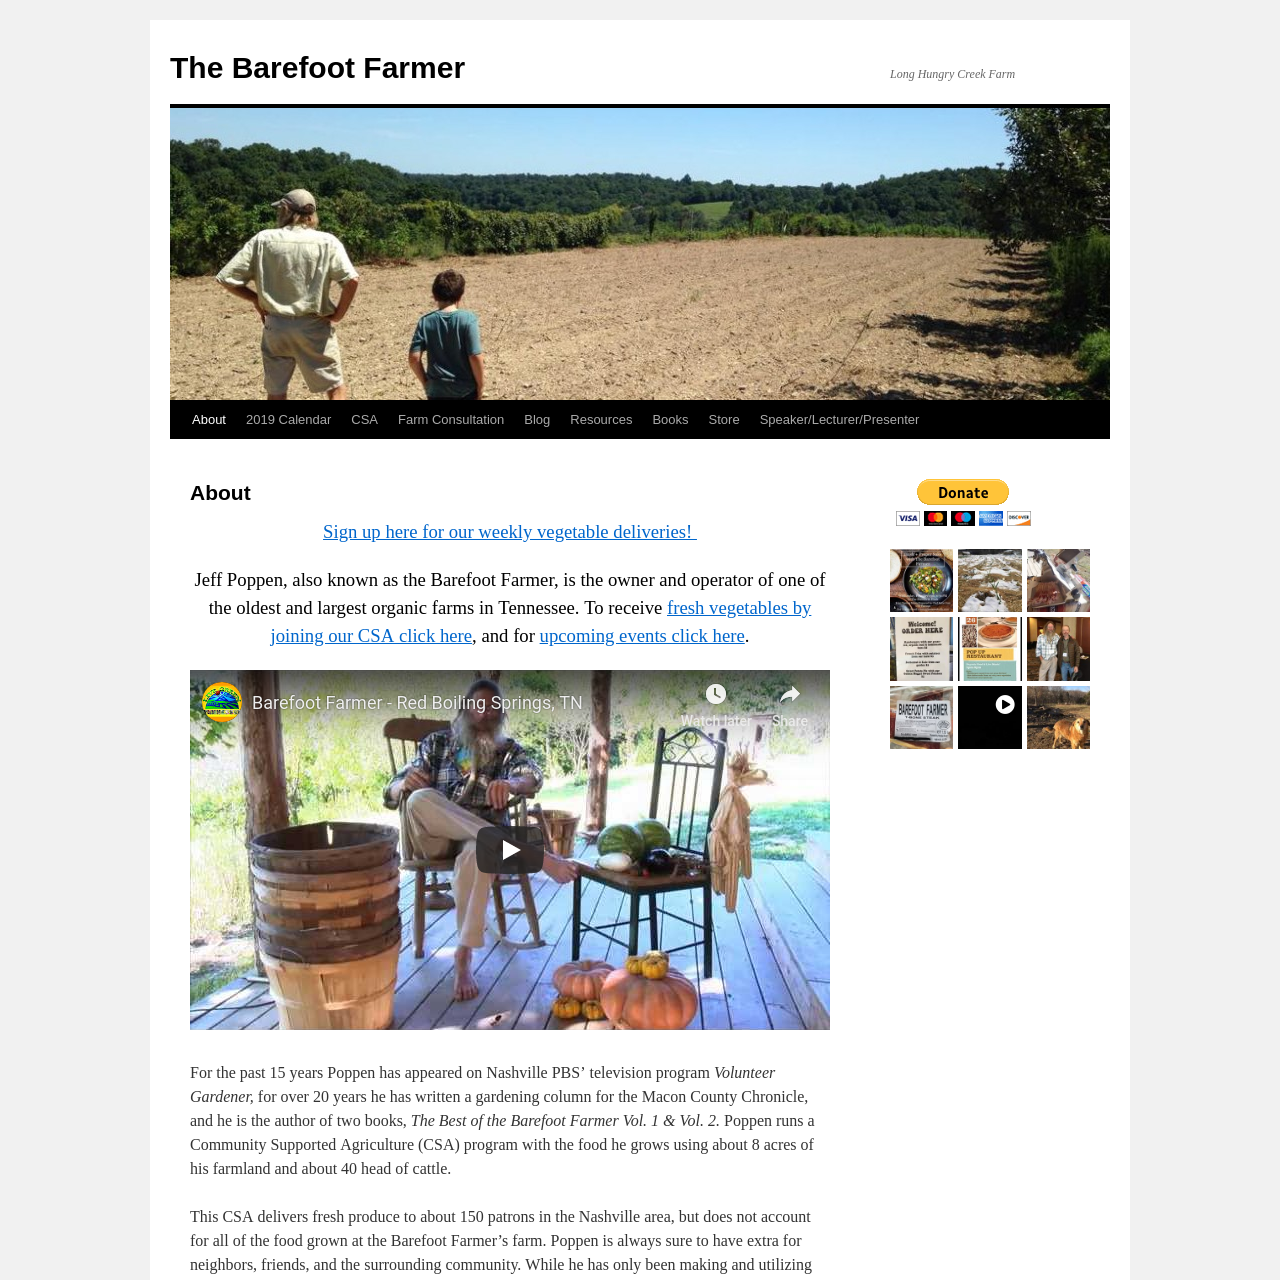 The Barefoot Farmer
Long Hungry Creek Farm
About 2019 Calendar CSA Farm Consultation Blog Resources Books Store Speaker/Lecturer/Presenter
About
Sign up here for our weekly vegetable deliveries!
Jeff Poppen, also known as the Barefoot Farmer, is the owner and operator of one of
the oldest and largest organic farms in Tennessee. To receive fresh vegetables by
joining our CSA click here, and for upcoming events click here.
Barefoot Farmer - Red Boiling Springs, TN
Watch later Share
For the past 15 years Poppen has appeared on Nashville PBS’ television program Volunteer
Gardener, for over 20 years he has written a gardening column for the Macon County Chronicle,
and he is the author of two books, The Best of the Barefoot Farmer Vol. 1 & Vol. 2. Poppen runs a
Community Supported Agriculture (CSA) program with the food he grows using about 8 acres of
his farmland and about 40 head of cattle.
This CSA delivers fresh produce to about 150 patrons in the Nashville area, but does not account
for all of the food grown at the Barefoot Farmer’s farm. Poppen is always sure to have extra for
neighbors, friends, and the surrounding community. While he has only been making and utilizing
Donate
VISA
DISCOVER
Welcome!
ORDER HERE
26
POP UP
RESTAURANT
BAREFOOT FARMER
T-BONE STEAK